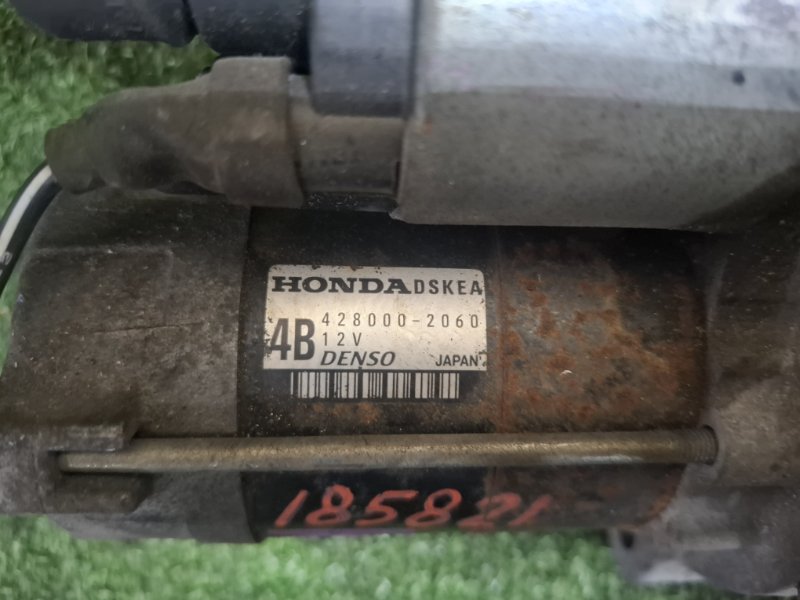 HONDA DSKEA
4B 428000-2060
12V
DENSO JAPAN
185821